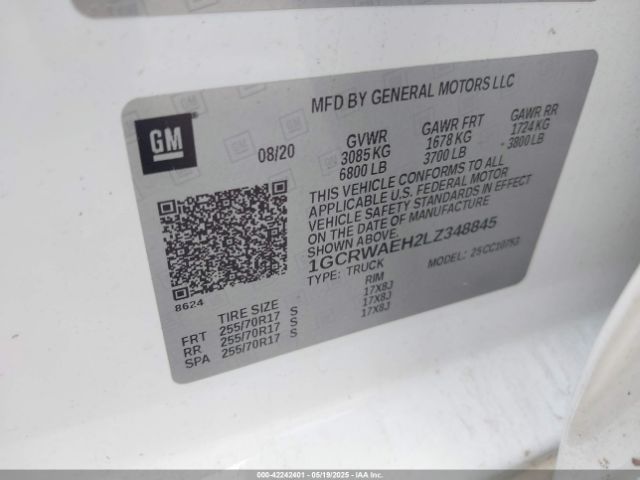 MFD BY GENERAL MOTORS LLC
GM
08/20
GVWR
3085 KG
6800 LB
GAWR FRT
1678 KG
3700 LB
GAWR RR
1724 KG
3800 LB
THIS VEHICLE CONFORMS TO ALL
APPLICABLE U.S. FEDERAL MOTOR
VEHICLE SAFETY STANDARDS IN EFFECT
ON THE DATE OF MANUFACTURE
SHOWN ABOVE.
1GCRWAEH2LZ348845
TYPE: TRUCK
MODEL:
8624
TIRE SIZE
RIM
FRT 255/70R17 S 17X8J
RR 255/70R17 S 17X8J
SPA 255/70R17 S 17X8J
000-42242401 - 05/19/2025 - IAAI.COM